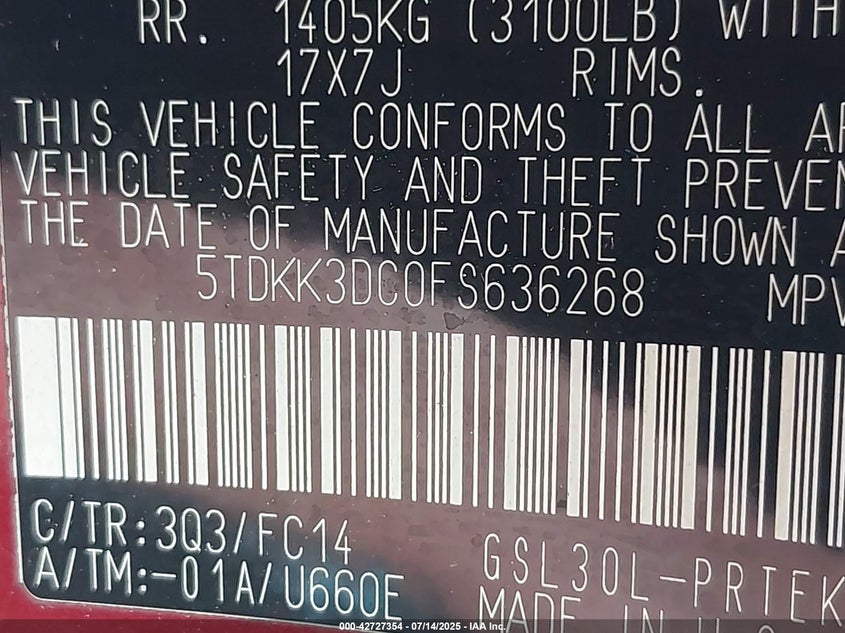 RR. 1405KG (3100LB) WITH
17X7J RIMS.
THIS VEHICLE CONFORMS TO ALL
VEHICLE SAFETY AND THEFT PREVEN
THE DATE OF MANUFACTURE SHOWN A
5TDKK3DC0FS636268 MPV
C/TR:3Q3/FC14
A/TM:-01A/U660E
GSL30L-PRTEK
MADE IN U.S.
000-42727354 - 07/14/2025 - IAA Inc.